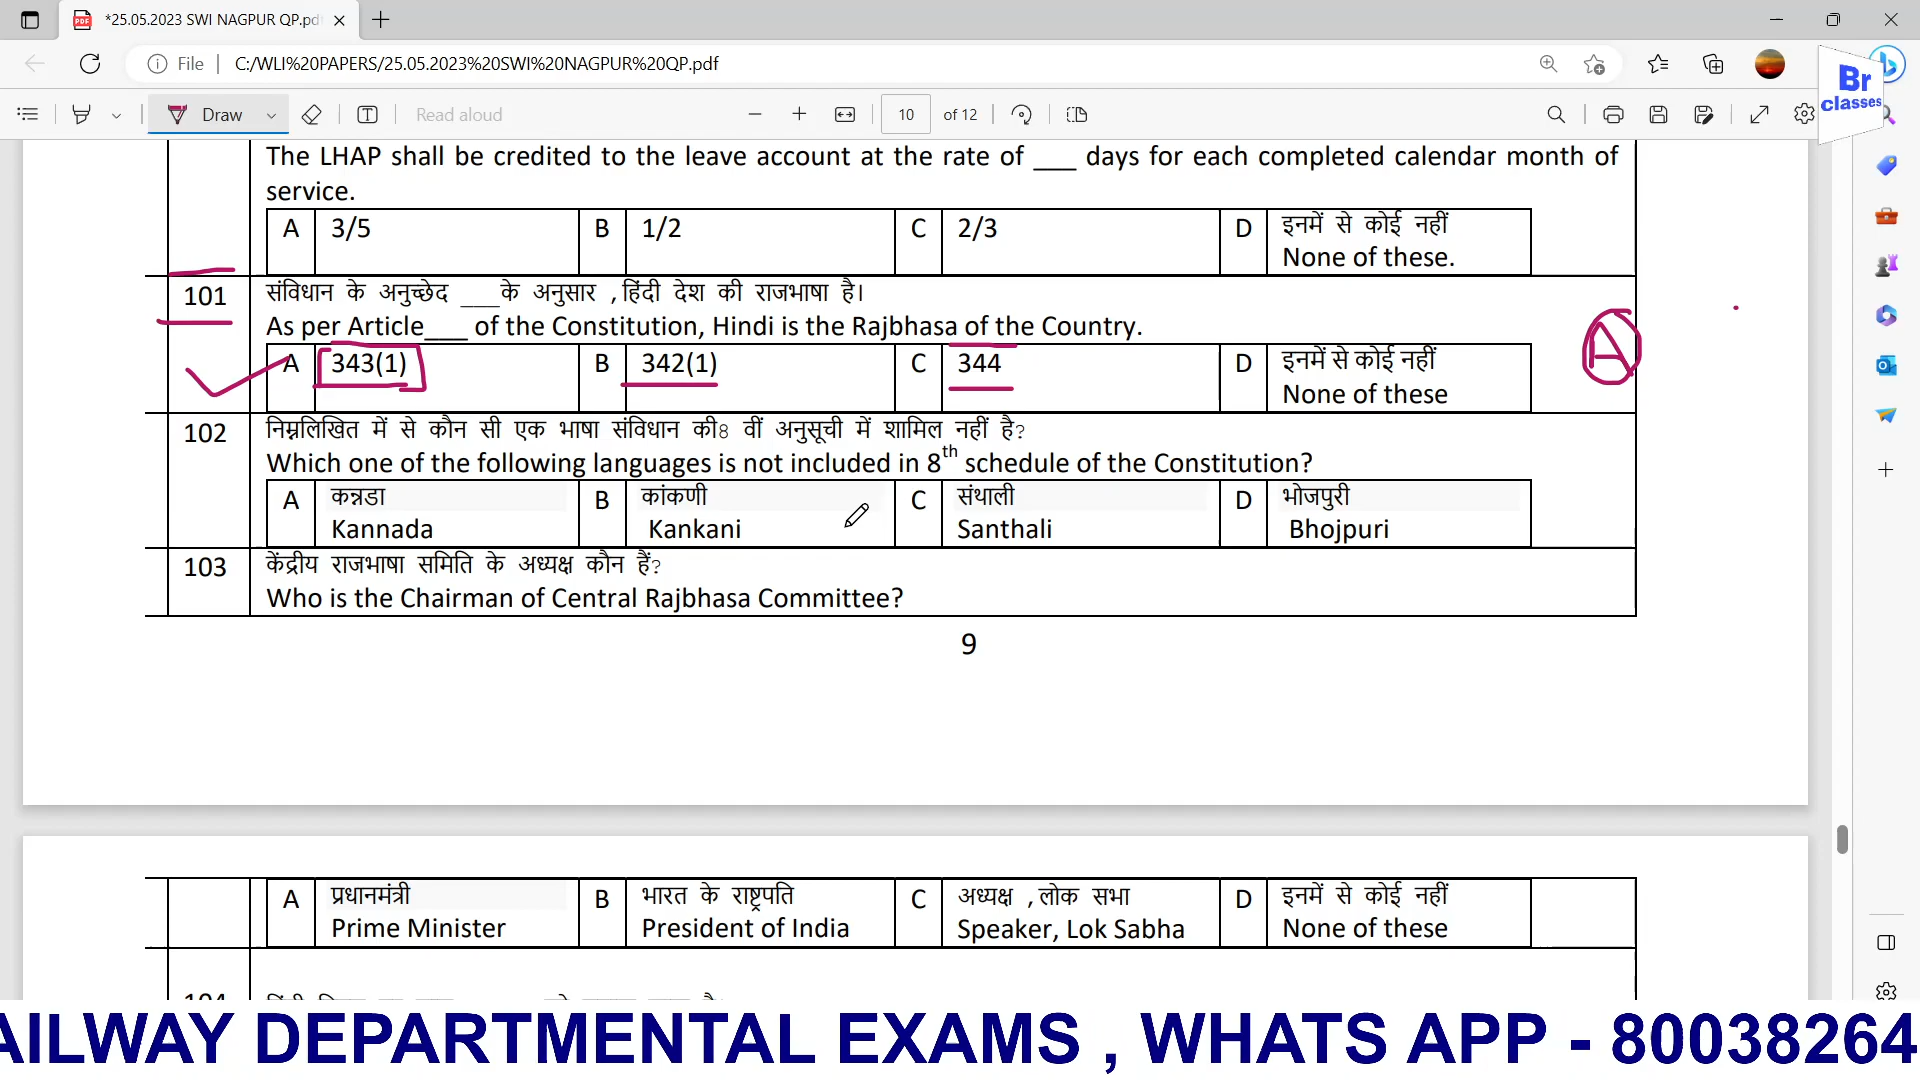 *25.05.2023 SWI NAGPUR QP.pd
File C:/WLI%20PAPERS/25.05.2023%20SWI%20NAGPUR%20QP.pdf
Br classes
Draw Read aloud 10 of 12
The LHAP shall be credited to the leave account at the rate of ___ days for each completed calendar month of
service.
A 3/5 B 1/2 C 2/3 D इनमें से कोई नहीं
None of these.
101 संविधान के अनुच्छेद ___के अनुसार ,हिंदी देश की राजभाषा है।
As per Article___ of the Constitution, Hindi is the Rajbhasa of the Country.
A 343(1) B 342(1) C 344 D इनमें से कोई नहीं
None of these
A
102 निम्नलिखित में से कौन सी एक भाषा संविधान की8 वीं अनुसूची में शामिल नहीं है?
Which one of the following languages is not included in 8th schedule of the Constitution?
A कन्नडा B कांकणी C संथाली D भोजपुरी
Kannada Kankani Santhali Bhojpuri
103 केंद्रीय राजभाषा समिति के अध्यक्ष कौन हैं?
Who is the Chairman of Central Rajbhasa Committee?
9
A प्रधानमंत्री B भारत के राष्ट्रपति C अध्यक्ष ,लोक सभा D इनमें से कोई नहीं
Prime Minister President of India Speaker, Lok Sabha None of these
AILWAY DEPARTMENTAL EXAMS , WHATS APP - 80038264